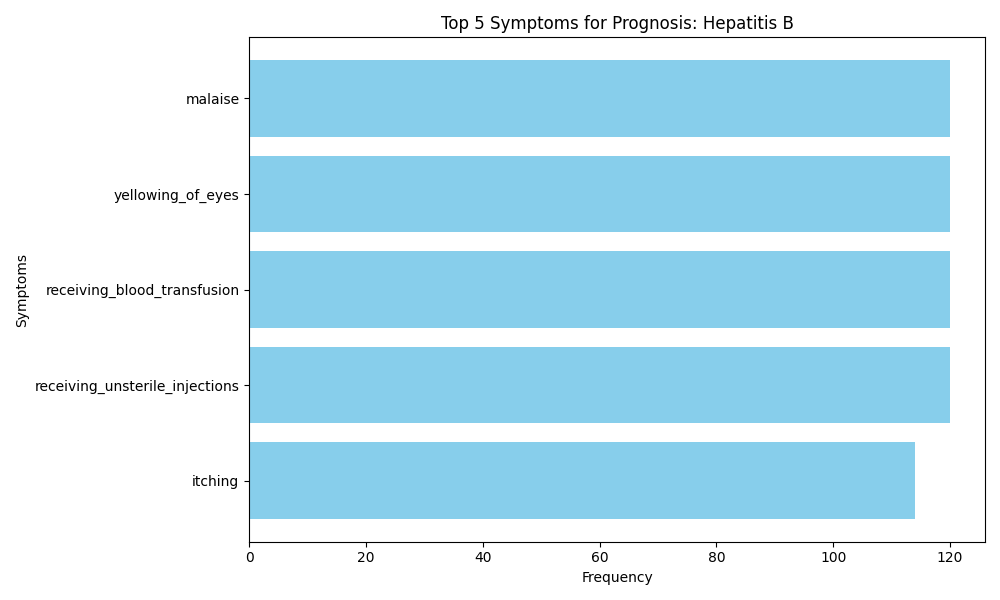 Top 5 Symptoms for Prognosis: Hepatitis B
Symptoms
malaise
yellowing_of_eyes
receiving_blood_transfusion
receiving_unsterile_injections
itching
0 20 40 60 80 100 120
Frequency